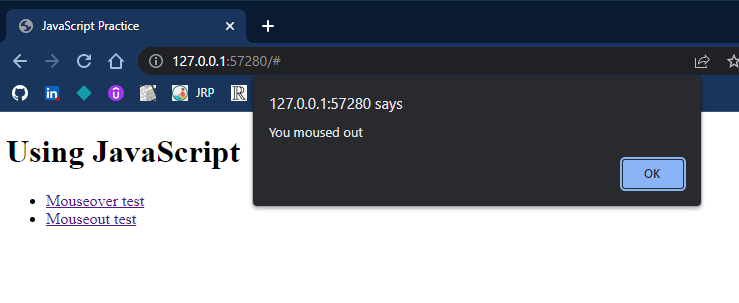 JavaScript Practice
127.0.0.1:57280/#
in JRP R
127.0.0.1:57280 says
You moused out
OK
Using JavaScript
Mouseover test
Mouseout test